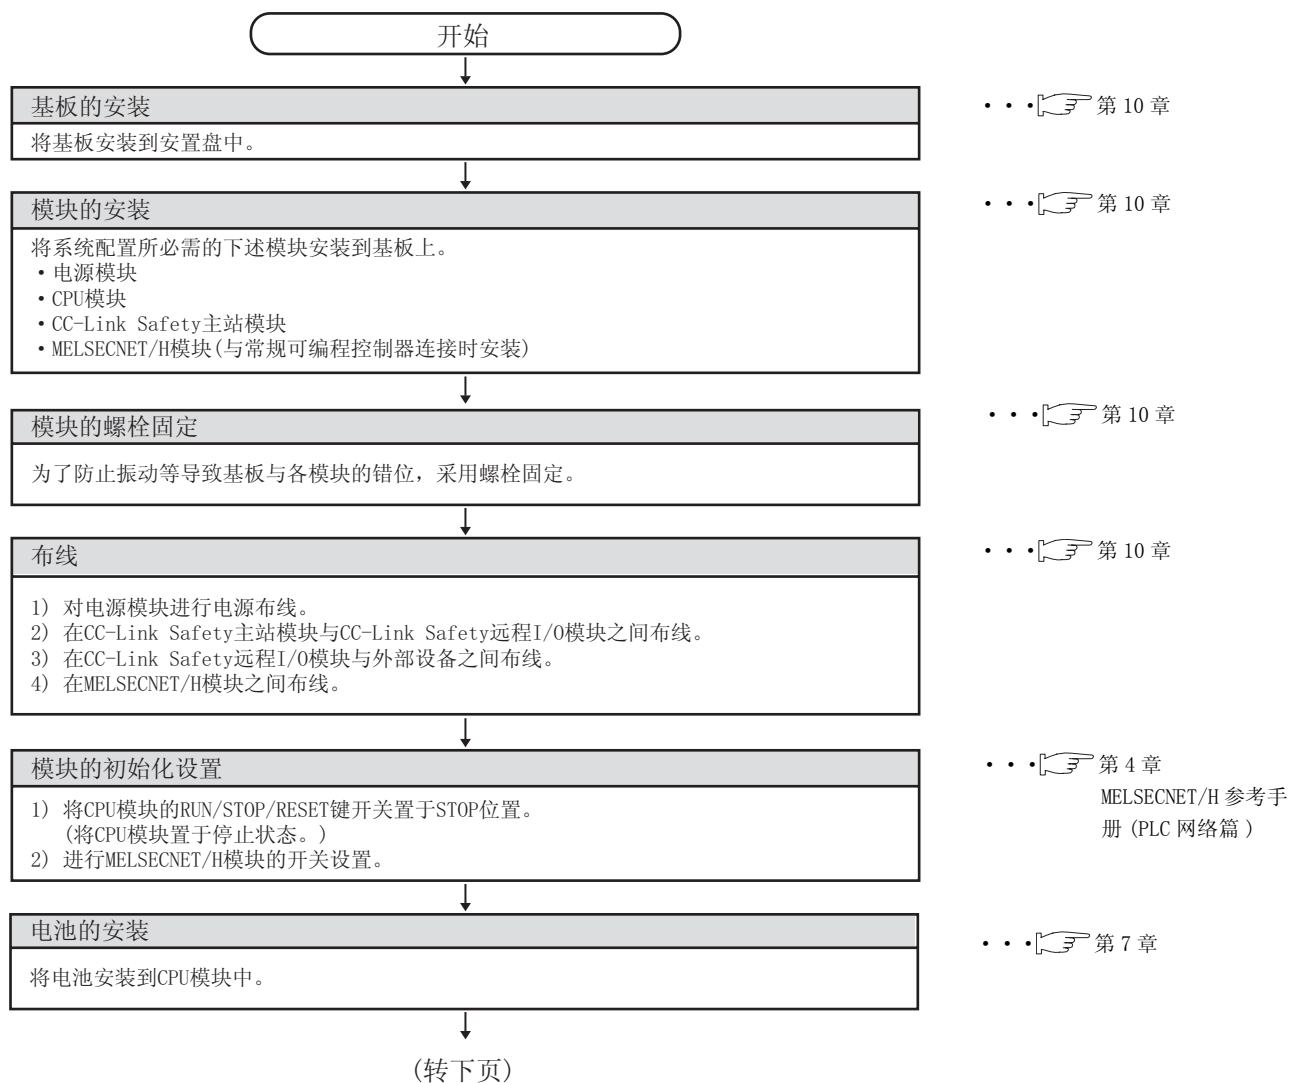 开始
基板的安装
・・・ 第 10 章
将基板安装到安置盘中。
模块的安装
・・・ 第 10 章
将系统配置所必需的下述模块安装到基板上。
・电源模块
・CPU模块
・CC-Link Safety主站模块
・MELSECNET/H模块(与常规可编程控制器连接时安装)
模块的螺栓固定
・・・ 第 10 章
为了防止振动等导致基板与各模块的错位，采用螺栓固定。
布线
・・・ 第 10 章
1) 对电源模块进行电源布线。
2) 在CC-Link Safety主站模块与CC-Link Safety远程I/O模块之间布线。
3) 在CC-Link Safety远程I/O模块与外部设备之间布线。
4) 在MELSECNET/H模块之间布线。
模块的初始化设置
・・・ 第 4 章
MELSECNET/H 参考手
册 (PLC 网络篇 )
1) 将CPU模块的RUN/STOP/RESET键开关置于STOP位置。
(将CPU模块置于停止状态。)
2) 进行MELSECNET/H模块的开关设置。
电池的安装
・・・ 第 7 章
将电池安装到CPU模块中。
(转下页)